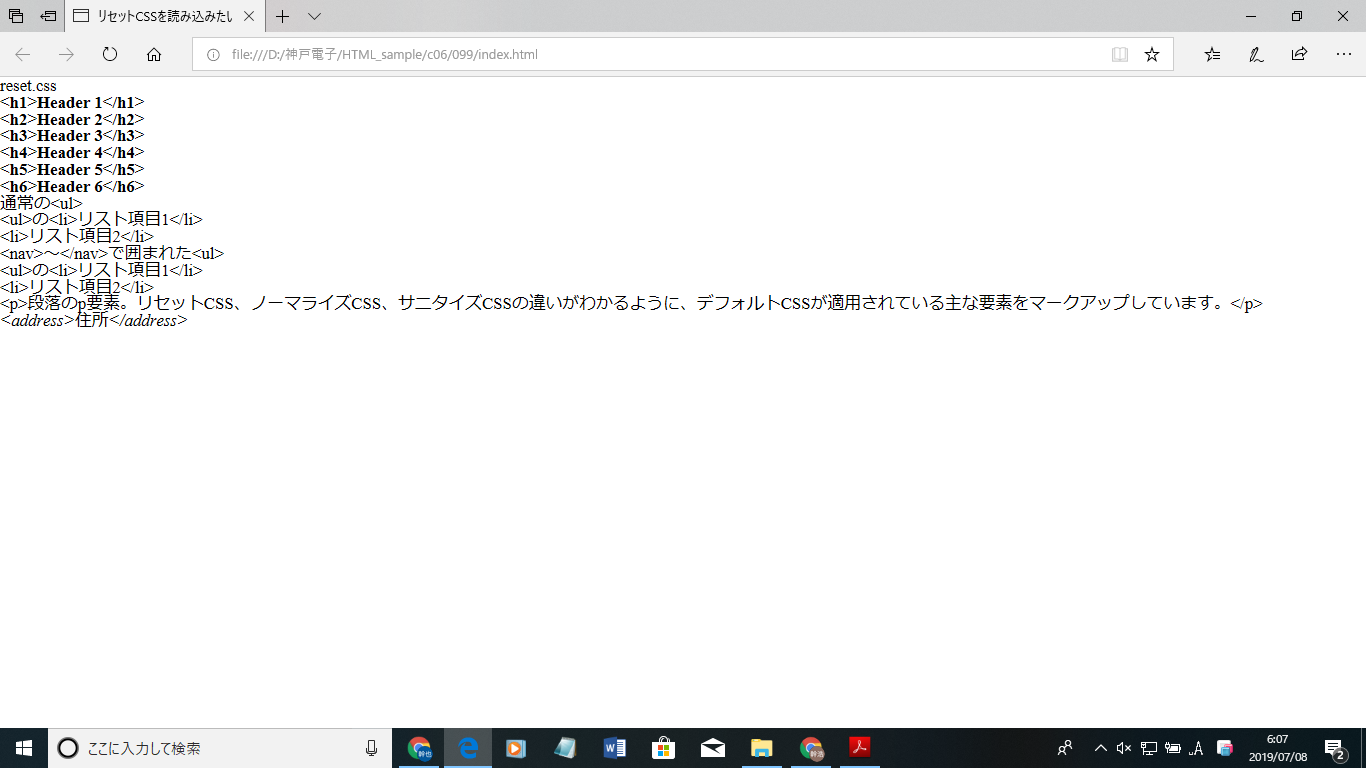 リセットCSSを読み込みたい
file:///D:/神戸電子/HTML_sample/c06/099/index.html
reset.css
<h1>Header 1</h1>
<h2>Header 2</h2>
<h3>Header 3</h3>
<h4>Header 4</h4>
<h5>Header 5</h5>
<h6>Header 6</h6>
通常の<ul>
<ul>の<li>リスト項目1</li>
<li>リスト項目2</li>
<nav>～</nav>で囲まれた<ul>
<ul>の<li>リスト項目1</li>
<li>リスト項目2</li>
<p>段落のp要素。リセットCSS、ノーマライズCSS、サニタイズCSSの違いがわかるように、デフォルトCSSが適用されている主な要素をマークアップしています。</p>
<address>住所</address>
ここに入力して検索
A
6:07
2019/07/08
2